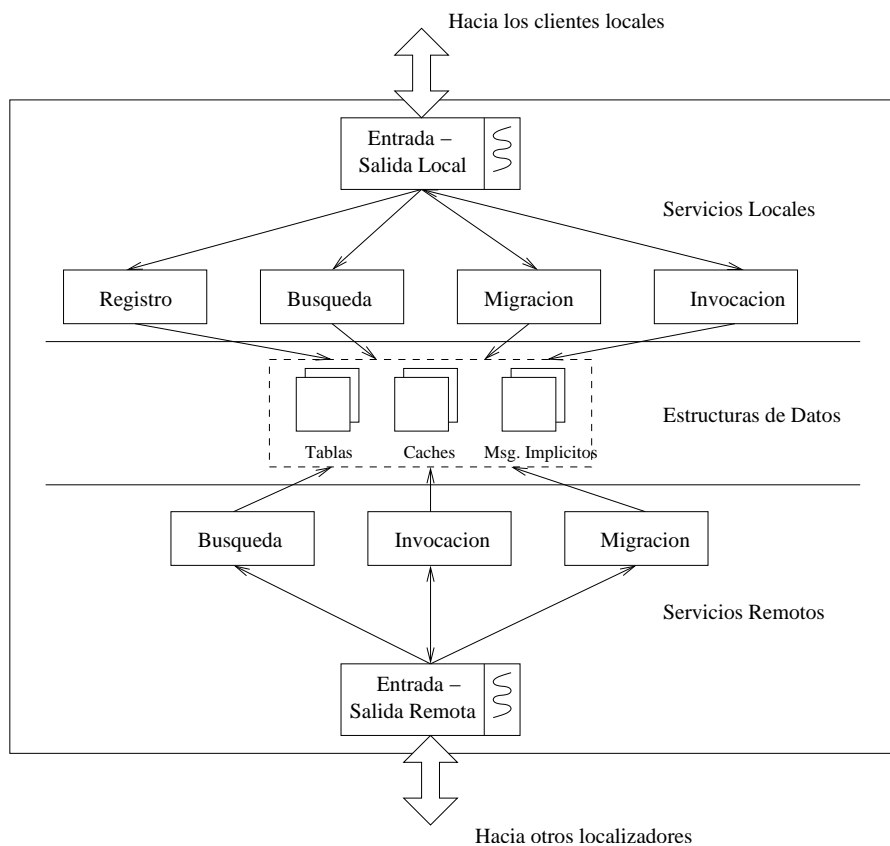 Hacia los clientes locales
Entrada –
Salida Local
Servicios Locales
Registro
Busqueda
Migracion
Invocacion
Estructuras de Datos
Tablas
Caches
Msg. Implicitos
Busqueda
Invocacion
Migracion
Servicios Remotos
Entrada –
Salida Remota
Hacia otros localizadores